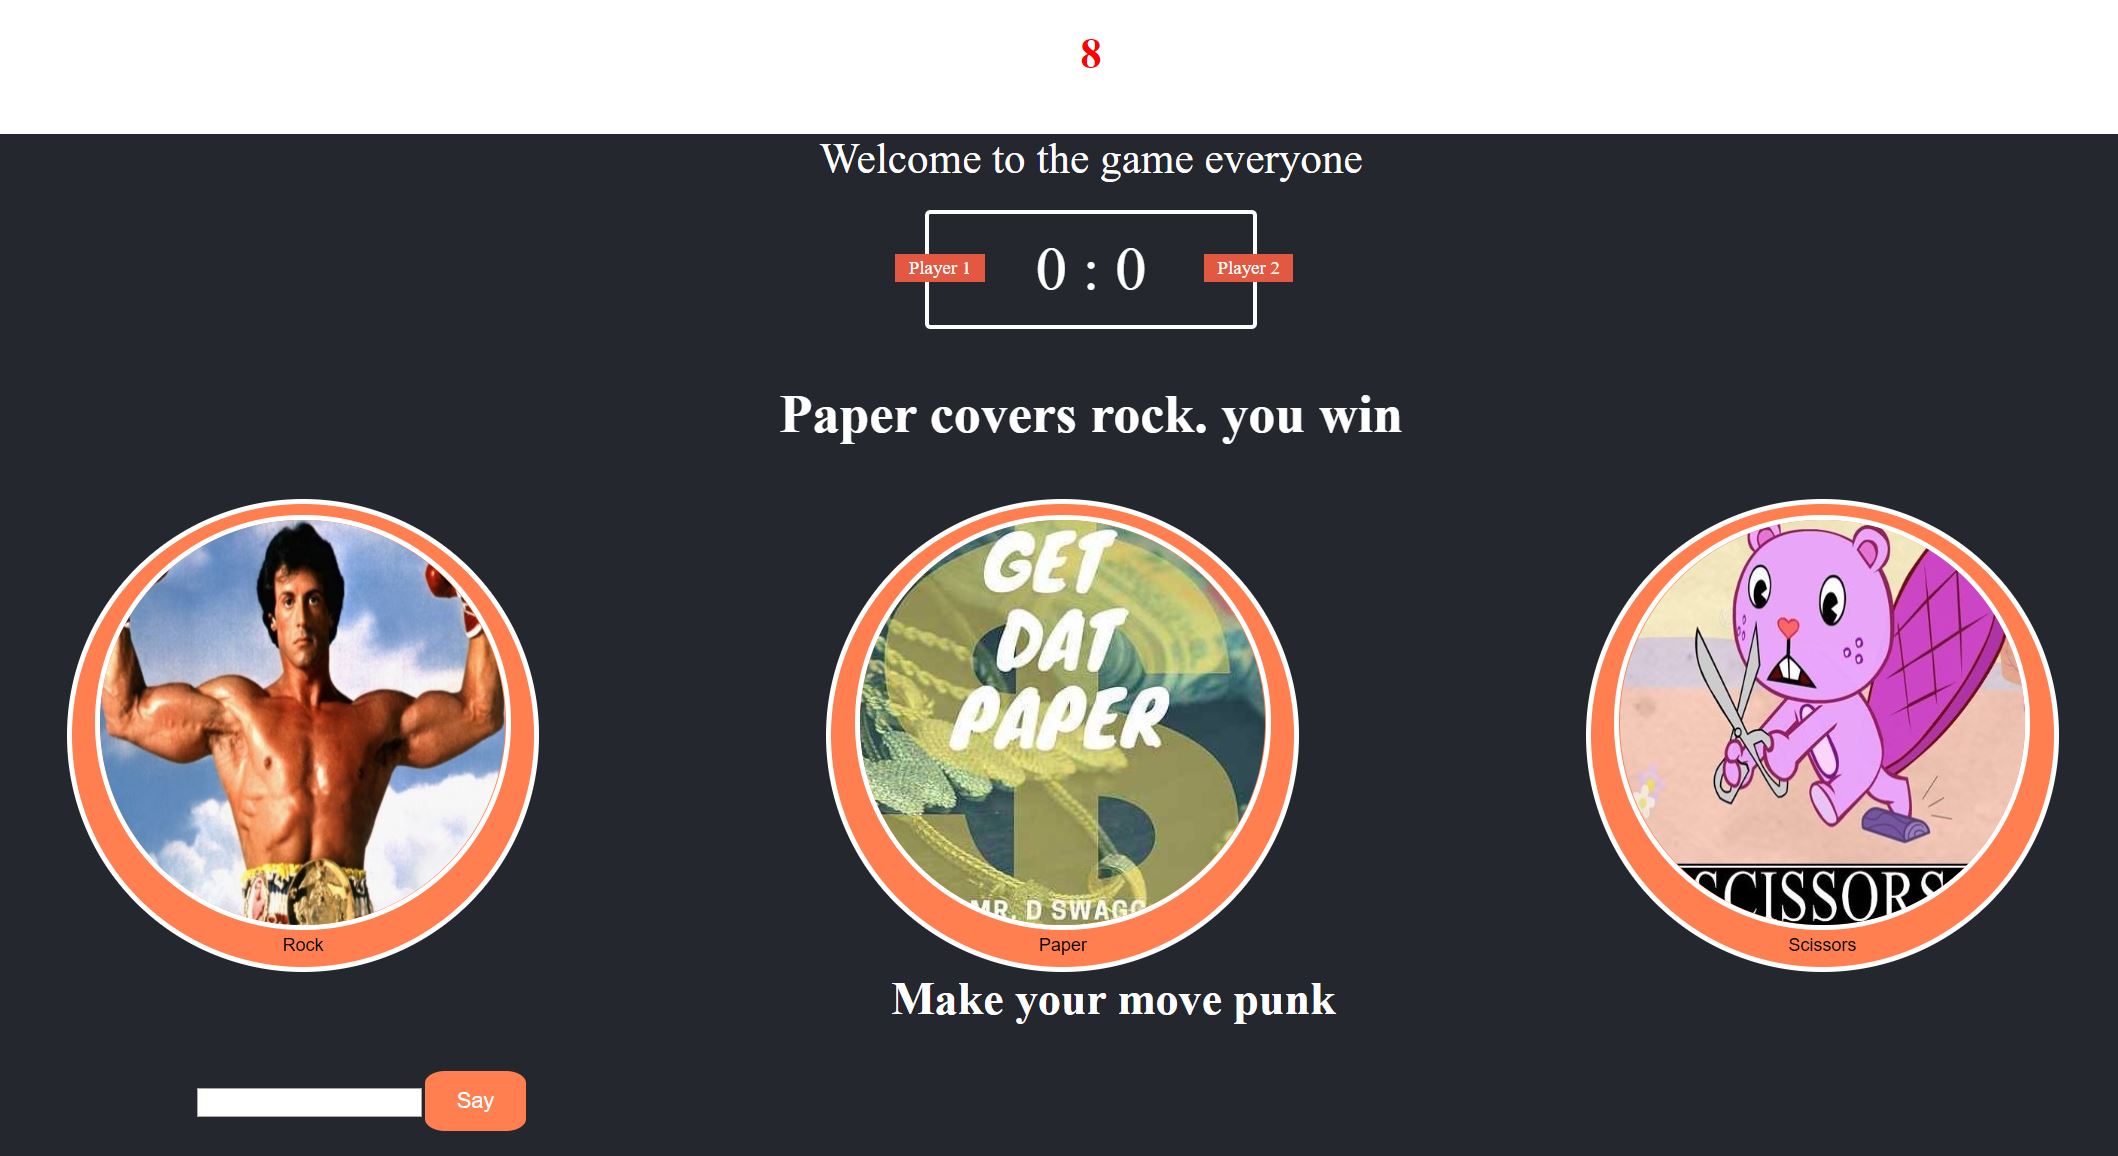 8
Welcome to the game everyone
Player 1
0 : 0
Player 2
Paper covers rock. you win
GET
DAT
PAPER
MR. D SWAGG
SCISSORS
Rock
Paper
Scissors
Make your move punk
Say